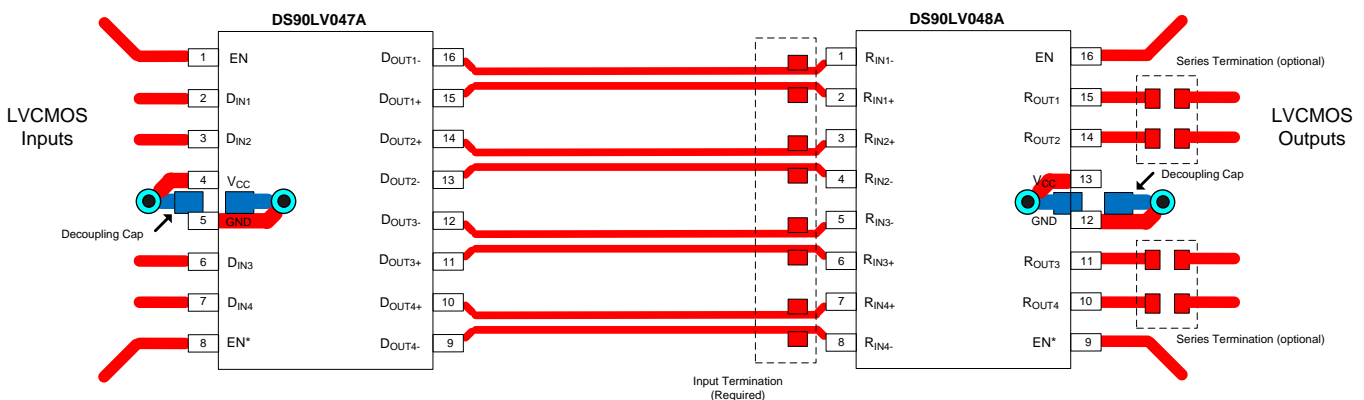 DS90LV047A
DS90LV048A
LVCMOS
Inputs
1 EN
2 DIN1
3 DIN2
4 VCC
5 GND
Decoupling Cap
6 DIN3
7 DIN4
8 EN*
DOUT1- 16
DOUT1+ 15
DOUT2+ 14
DOUT2- 13
DOUT3- 12
DOUT3+ 11
DOUT4+ 10
DOUT4- 9
Input Termination
(Required)
1 RIN1-
2 RIN1+
3 RIN2+
4 RIN2-
5 RIN3-
6 RIN3+
7 RIN4+
8 RIN4-
EN 16
ROUT1 15
ROUT2 14
VCC 13
GND 12
ROUT3 11
ROUT4 10
EN* 9
Series Termination (optional)
LVCMOS
Outputs
Decoupling Cap
Series Termination (optional)